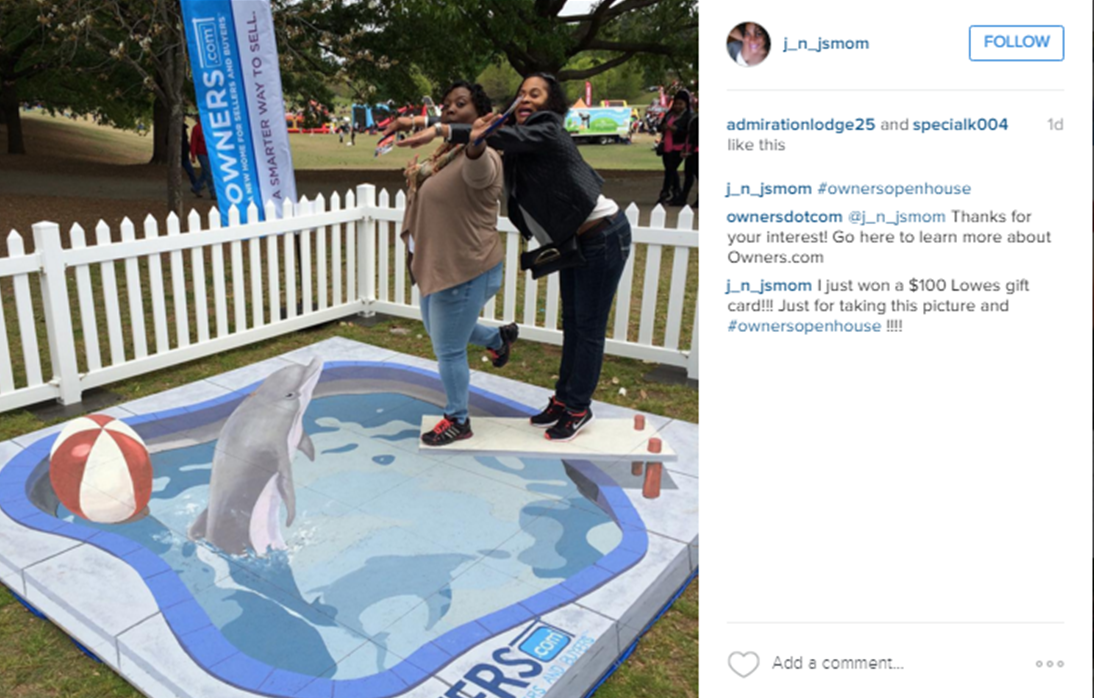 OWNERS.com
A NEW HOME FOR SELLERS AND BUYERS
A SMARTER WAY TO SELL.
ERS.com
S AND BUYERS
j_n_jsmom
FOLLOW
admirationlodge25 and specialk004 1d
like this
j_n_jsmom #ownersopenhouse
ownersdotcom @j_n_jsmom Thanks for
your interest! Go here to learn more about
Owners.com
j_n_jsmom I just won a $100 Lowes gift
card!!! Just for taking this picture and
#ownersopenhouse !!!!
Add a comment...